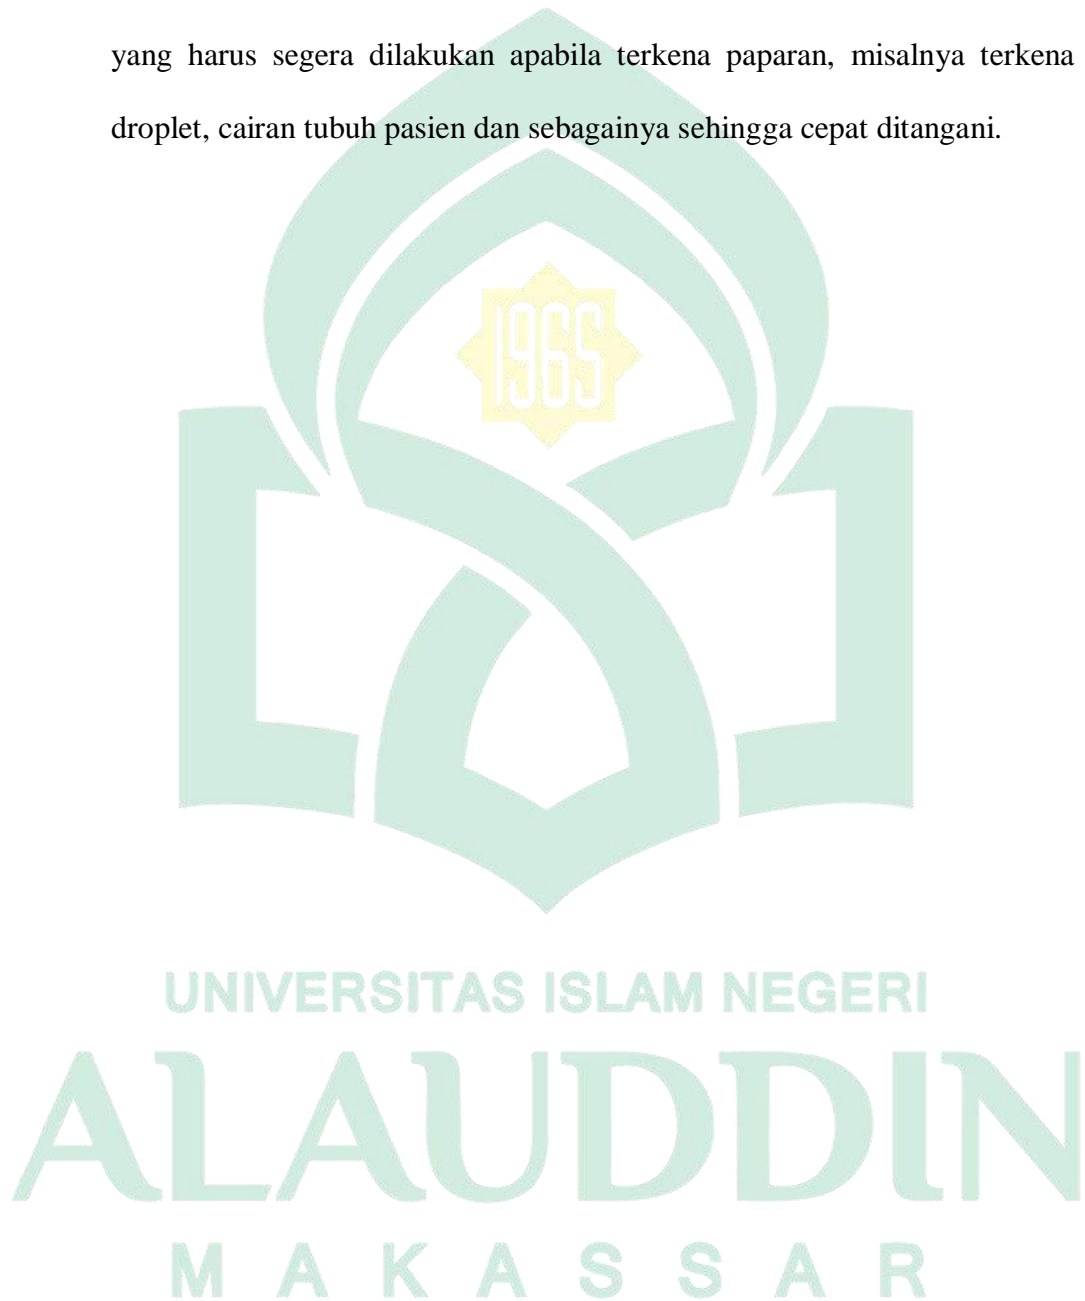 yang harus segera dilakukan apabila terkena paparan, misalnya terkena
droplet, cairan tubuh pasien dan sebagainya sehingga cepat ditangani.
1965
UNIVERSITAS ISLAM NEGERI
ALAUDDIN
MAKASSAR